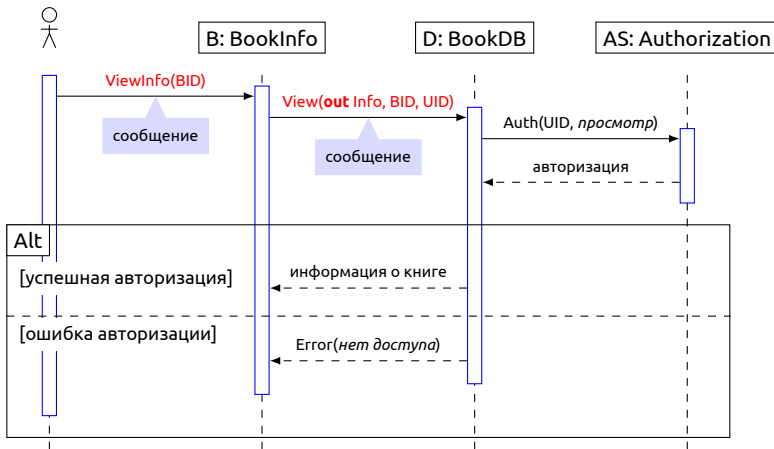 B: BookInfo
D: BookDB
AS: Authorization
ViewInfo(BID)
View(out Info, BID, UID)
Auth(UID, просмотр)
сообщение
сообщение
авторизация
Alt
[успешная авторизация]
информация о книге
[ошибка авторизации]
Error(нет доступа)